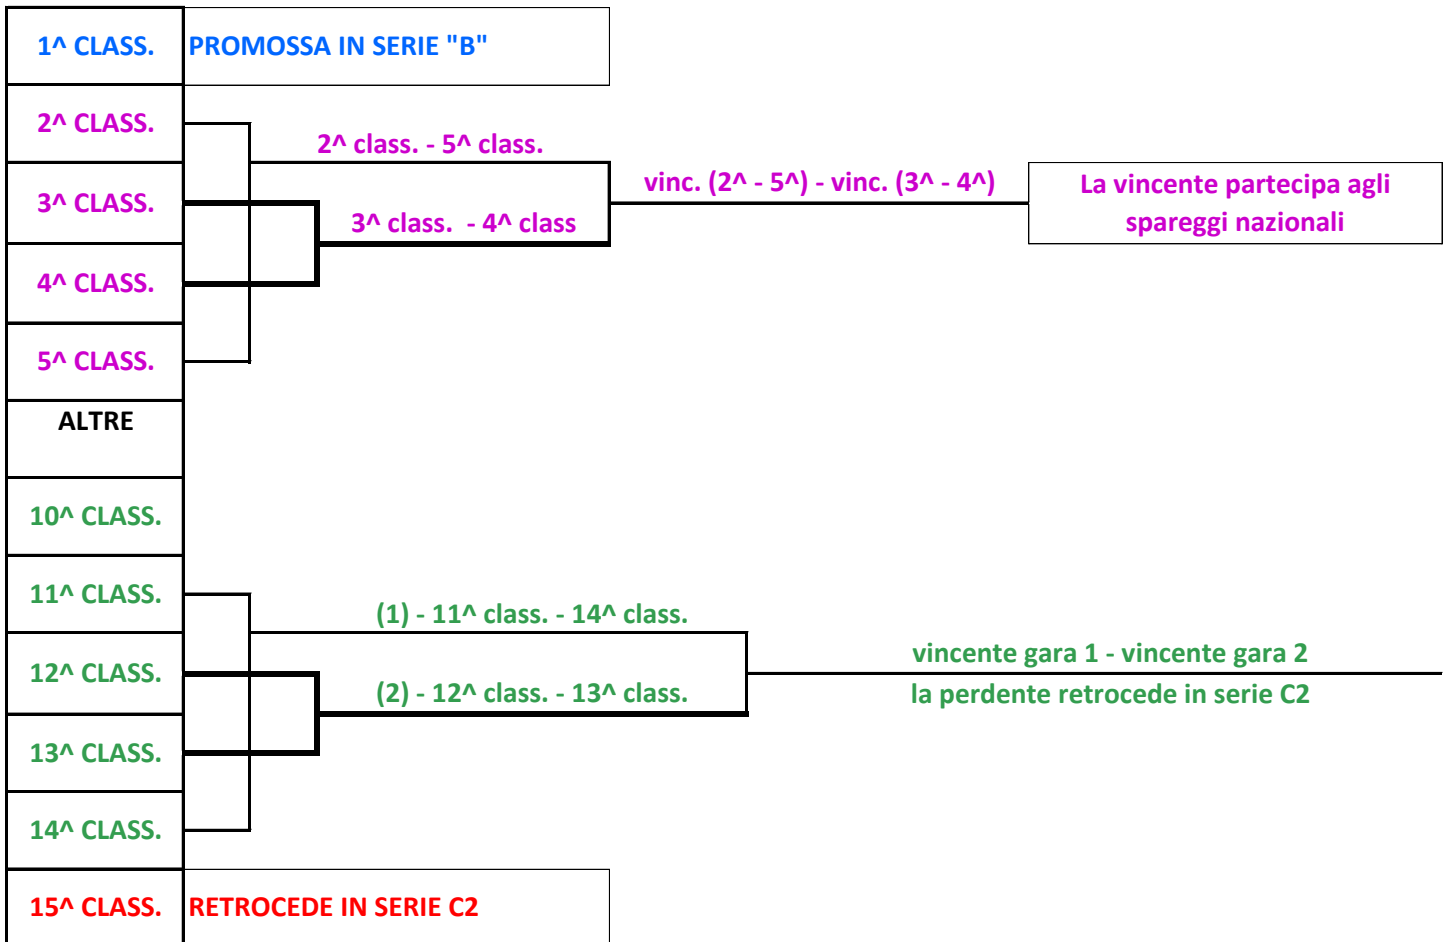 1^ CLASS. PROMOSSA IN SERIE "B"
2^ CLASS.
2^ class. - 5^ class.
vinc. (2^ - 5^) - vinc. (3^ - 4^)
La vincente partecipa agli
spareggi nazionali
3^ CLASS.
3^ class. - 4^ class
4^ CLASS.
5^ CLASS.
ALTRE
10^ CLASS.
11^ CLASS.
(1) - 11^ class. - 14^ class.
vincente gara 1 - vincente gara 2
12^ CLASS.
(2) - 12^ class. - 13^ class.
la perdente retrocede in serie C2
13^ CLASS.
14^ CLASS.
15^ CLASS. RETROCEDE IN SERIE C2